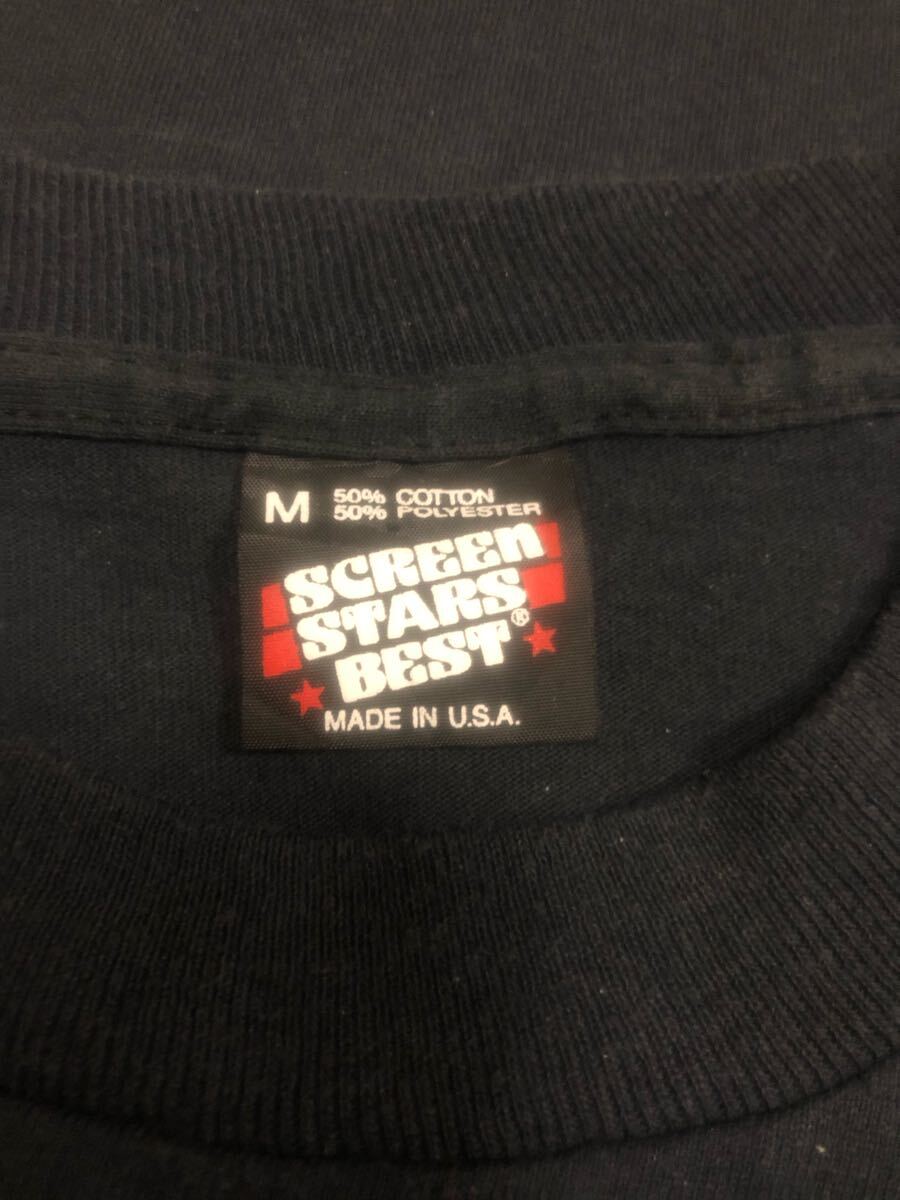 M 50% COTTON
50% POLYESTER
SCREEN
STARS
BEST®
MADE IN U.S.A.